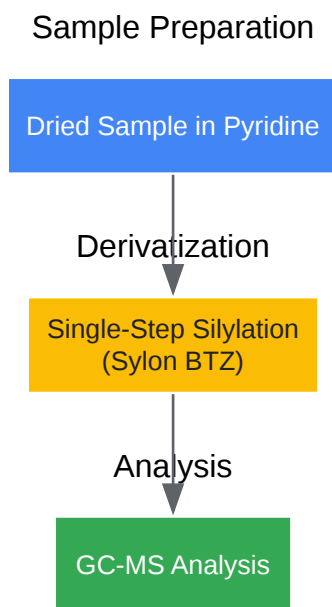 Sample Preparation
Dried Sample in Pyridine
Derivatization
Single-Step Silylation
(Sylon BTZ)
Analysis
GC-MS Analysis